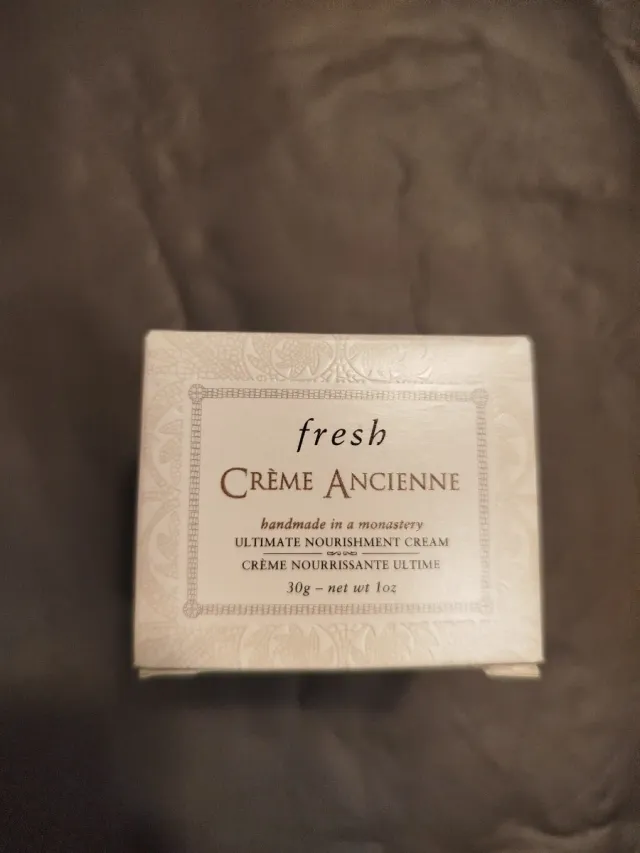 fresh
CRÈME ANCIENNE
handmade in a monastery
ULTIMATE NOURISHMENT CREAM
CRÈME NOURRISSANTE ULTIME
30g – net wt 1oz